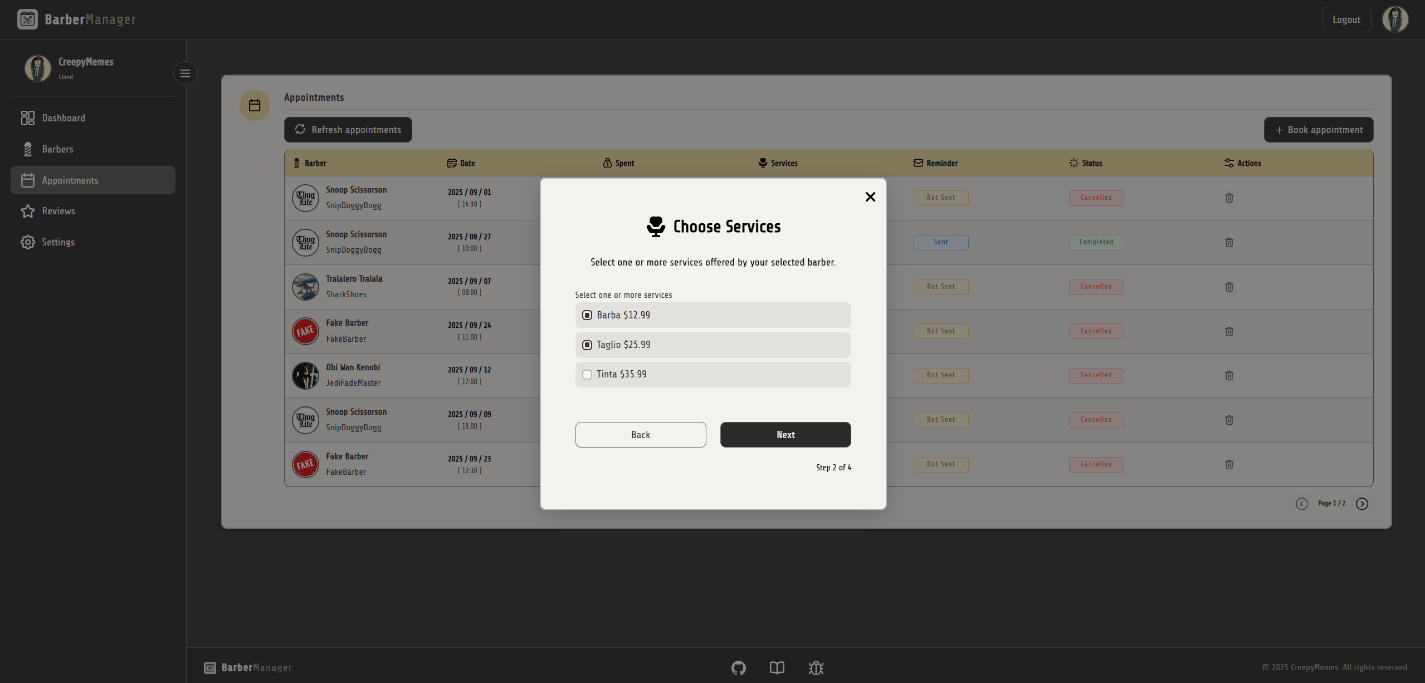 BarberManager
Logout
CreepyMemes
Client
Dashboard
Barbers
Appointments
Reviews
Settings
Appointments
Refresh appointments
+ Book appointment
Barber Date Spent Services Reminder Status Actions
Snoop Scissorson
SnipDoggyDogg
2025 / 09 / 01
[ 14:30 ]
Not Sent
Cancelled
Snoop Scissorson
SnipDoggyDogg
2025 / 08 / 27
[ 10:00 ]
Sent
Completed
Tralalero Tralala
SharkShoes
2025 / 09 / 07
[ 08:00 ]
Not Sent
Cancelled
FAKE
Fake Barber
FakeBarber
2025 / 09 / 24
[ 11:00 ]
Not Sent
Cancelled
Obi Wan Kenobi
JediFadeMaster
2025 / 09 / 12
[ 17:00 ]
Not Sent
Cancelled
Snoop Scissorson
SnipDoggyDogg
2025 / 09 / 09
[ 13:00 ]
Not Sent
Cancelled
FAKE
Fake Barber
FakeBarber
2025 / 09 / 23
[ 12:30 ]
Not Sent
Cancelled
Page 1 / 2
Choose Services
Select one or more services offered by your selected barber.
Select one or more services
Barba $12.99
Taglio $25.99
Tinta $35.99
Back
Next
Step 2 of 4
BarberManager
© 2025 CreepyMemes. All rights reserved.